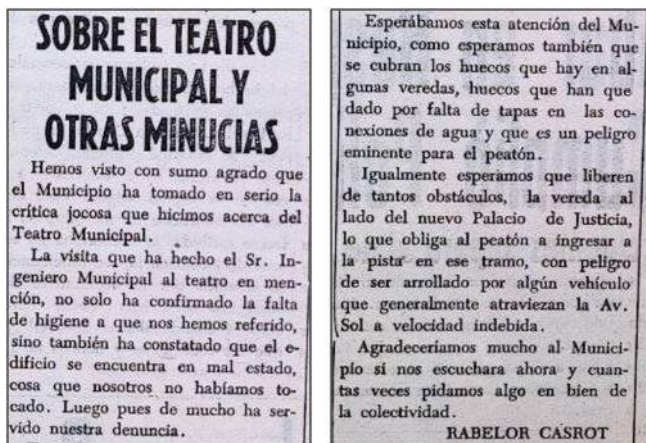 SOBRE EL TEATRO
MUNICIPAL Y
OTRAS MINUCIAS
Hemos visto con sumo agrado que
el Municipio ha tomado en serio la
crítica jocosa que hicimos acerca del
Teatro Municipal.
La visita que ha hecho el Sr. In-
geniero Municipal al teatro en men-
ción, no solo ha confirmado la falta
de higiene a que nos hemos referido,
sino también ha constatado que el e-
dificio se encuentra en mal estado,
cosa que nosotros no habíamos to-
cado. Luego pues de mucho ha ser-
vido nuestra denuncia.
Esperábamos esta atención del Mu-
nicipio, como esperamos también que
se cubran los huecos que hay en al-
gunas veredas, huecos que han que
dado por falta de tapas en las co-
nexiones de agua y que es un peligro
eminente para el peatón.
Igualmente esperamos que liberen
de tantos obstáculos, la vereda al
lado del nuevo Palacio de Justicia,
lo que obliga al peatón a ingresar a
la pista en ese tramo, con peligro
de ser arrollado por algún vehículo
que generalmente atraviezan la Av.
Sol a velocidad indebida.
Agradeceríamos mucho al Munici-
pio si nos escuchara ahora y cuan-
tas veces pidamos algo en bien de
la colectividad.
RABELOR CASROT